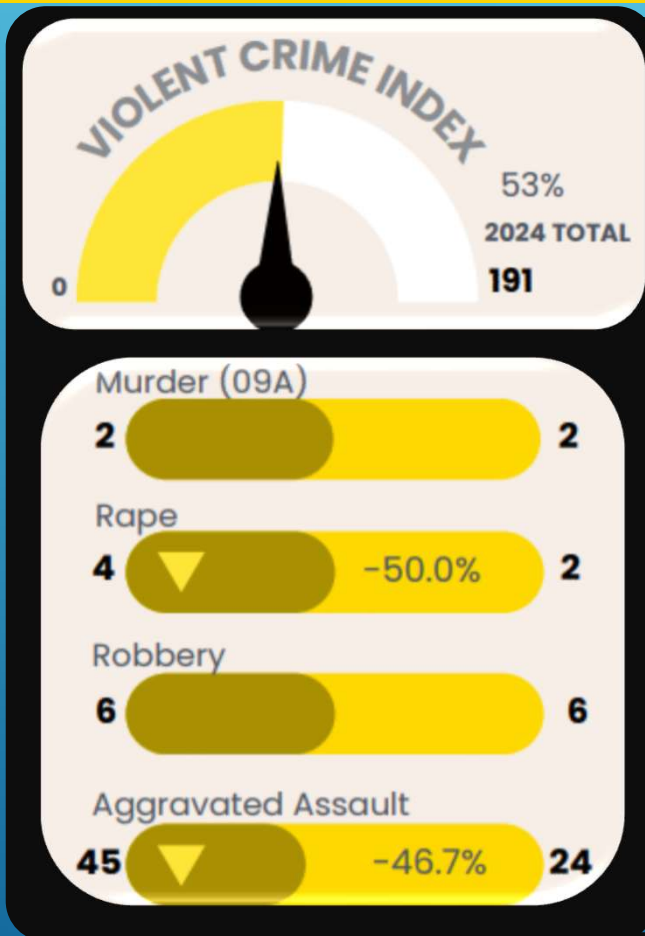 VIOLENT CRIME INDEX
53%
2024 TOTAL
0
191
Murder (09A)
2 2
Rape
4 -50.0% 2
Robbery
6 6
Aggravated Assault
45 -46.7% 24